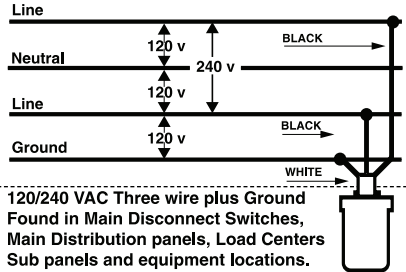 Line
120 v
BLACK
Neutral
240 v
120 v
Line
BLACK
120 v
Ground
WHITE
120/240 VAC Three wire plus Ground
Found in Main Disconnect Switches,
Main Distribution panels, Load Centers
Sub panels and equipment locations.